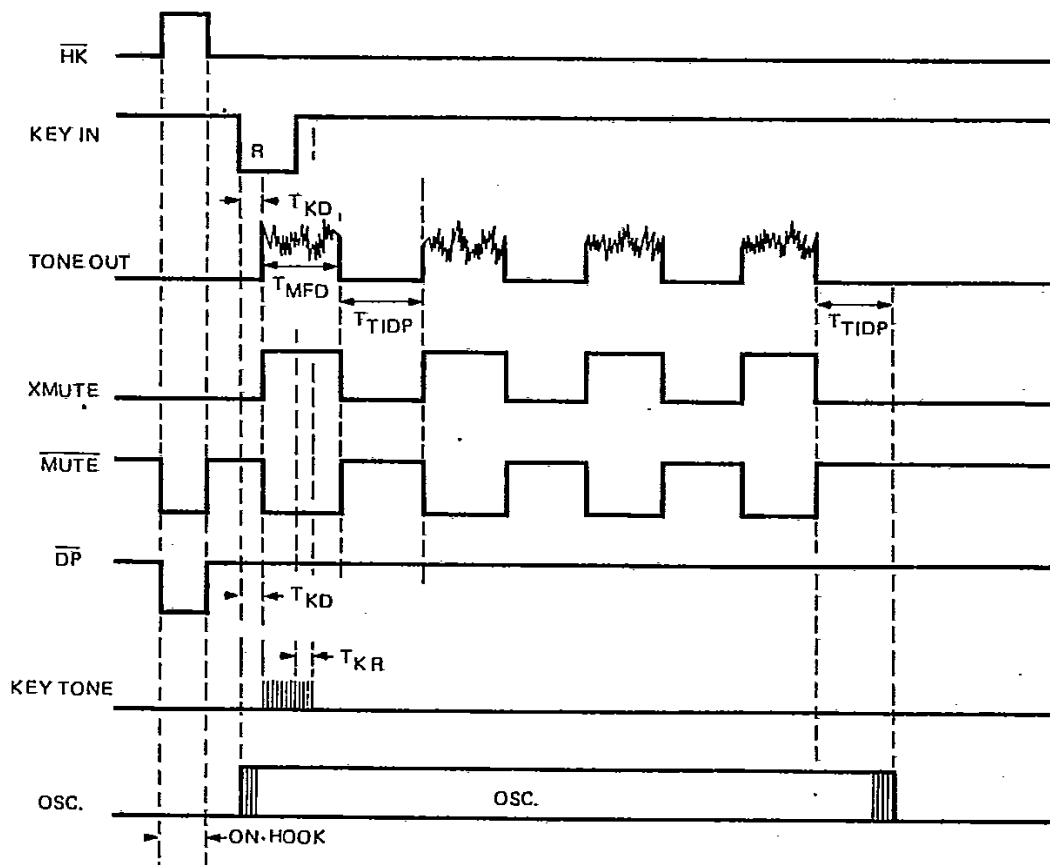 HK
KEY IN
R
TKD
TONE OUT
TMFD
TTIDP
TTIDP
XMUTE
MUTE
DP
TKD
TKR
KEY TONE
OSC.
OSC.
ON-HOOK